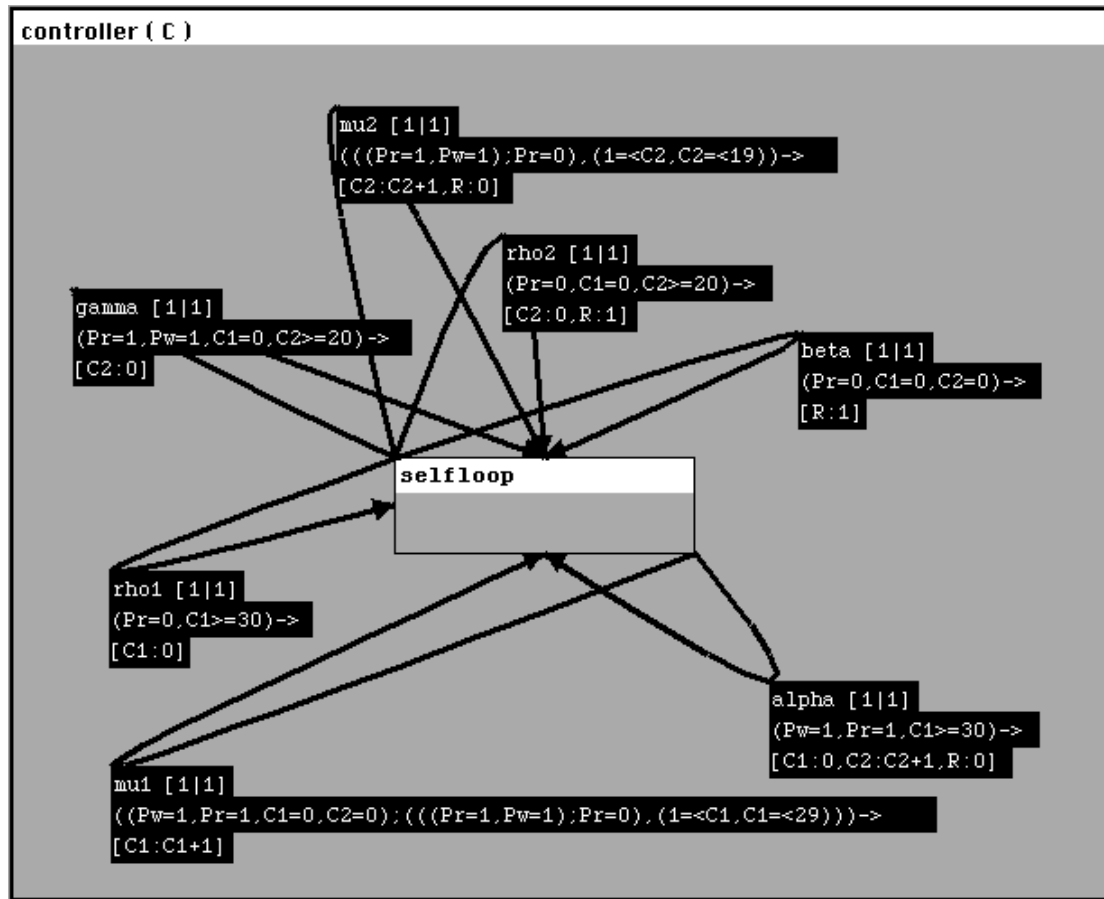 controller ( C )
mu2 [1|1]
(((Pr=1,Pw=1);Pr=0),(1=<C2,C2=<19))->
[C2:C2+1,R:0]
rho2 [1|1]
(Pr=0,C1=0,C2>=20)->
[C2:0,R:1]
gamma [1|1]
(Pr=1,Pw=1,C1=0,C2>=20)->
[C2:0]
beta [1|1]
(Pr=0,C1=0,C2=0)->
[R:1]
selfloop
rho1 [1|1]
(Pr=0,C1>=30)->
[C1:0]
alpha [1|1]
(Pw=1,Pr=1,C1>=30)->
[C1:0,C2:C2+1,R:0]
mu1 [1|1]
((Pw=1,Pr=1,C1=0,C2=0);(((Pr=1,Pw=1);Pr=0),(1=<C1,C1=<29)))->
[C1:C1+1]